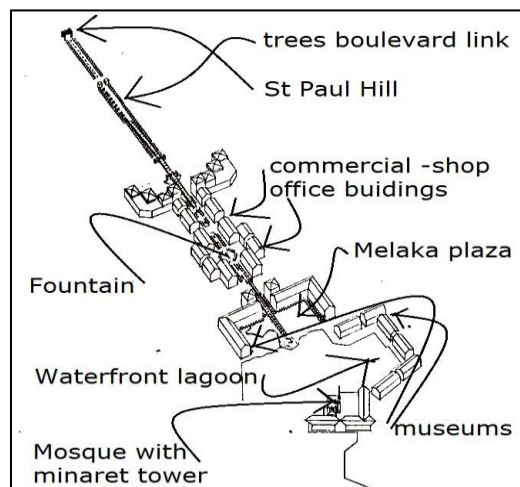 trees boulevard link
St Paul Hill
commercial -shop
office buidings
Melaka plaza
Fountain
Waterfront lagoon
museums
Mosque with
minaret tower